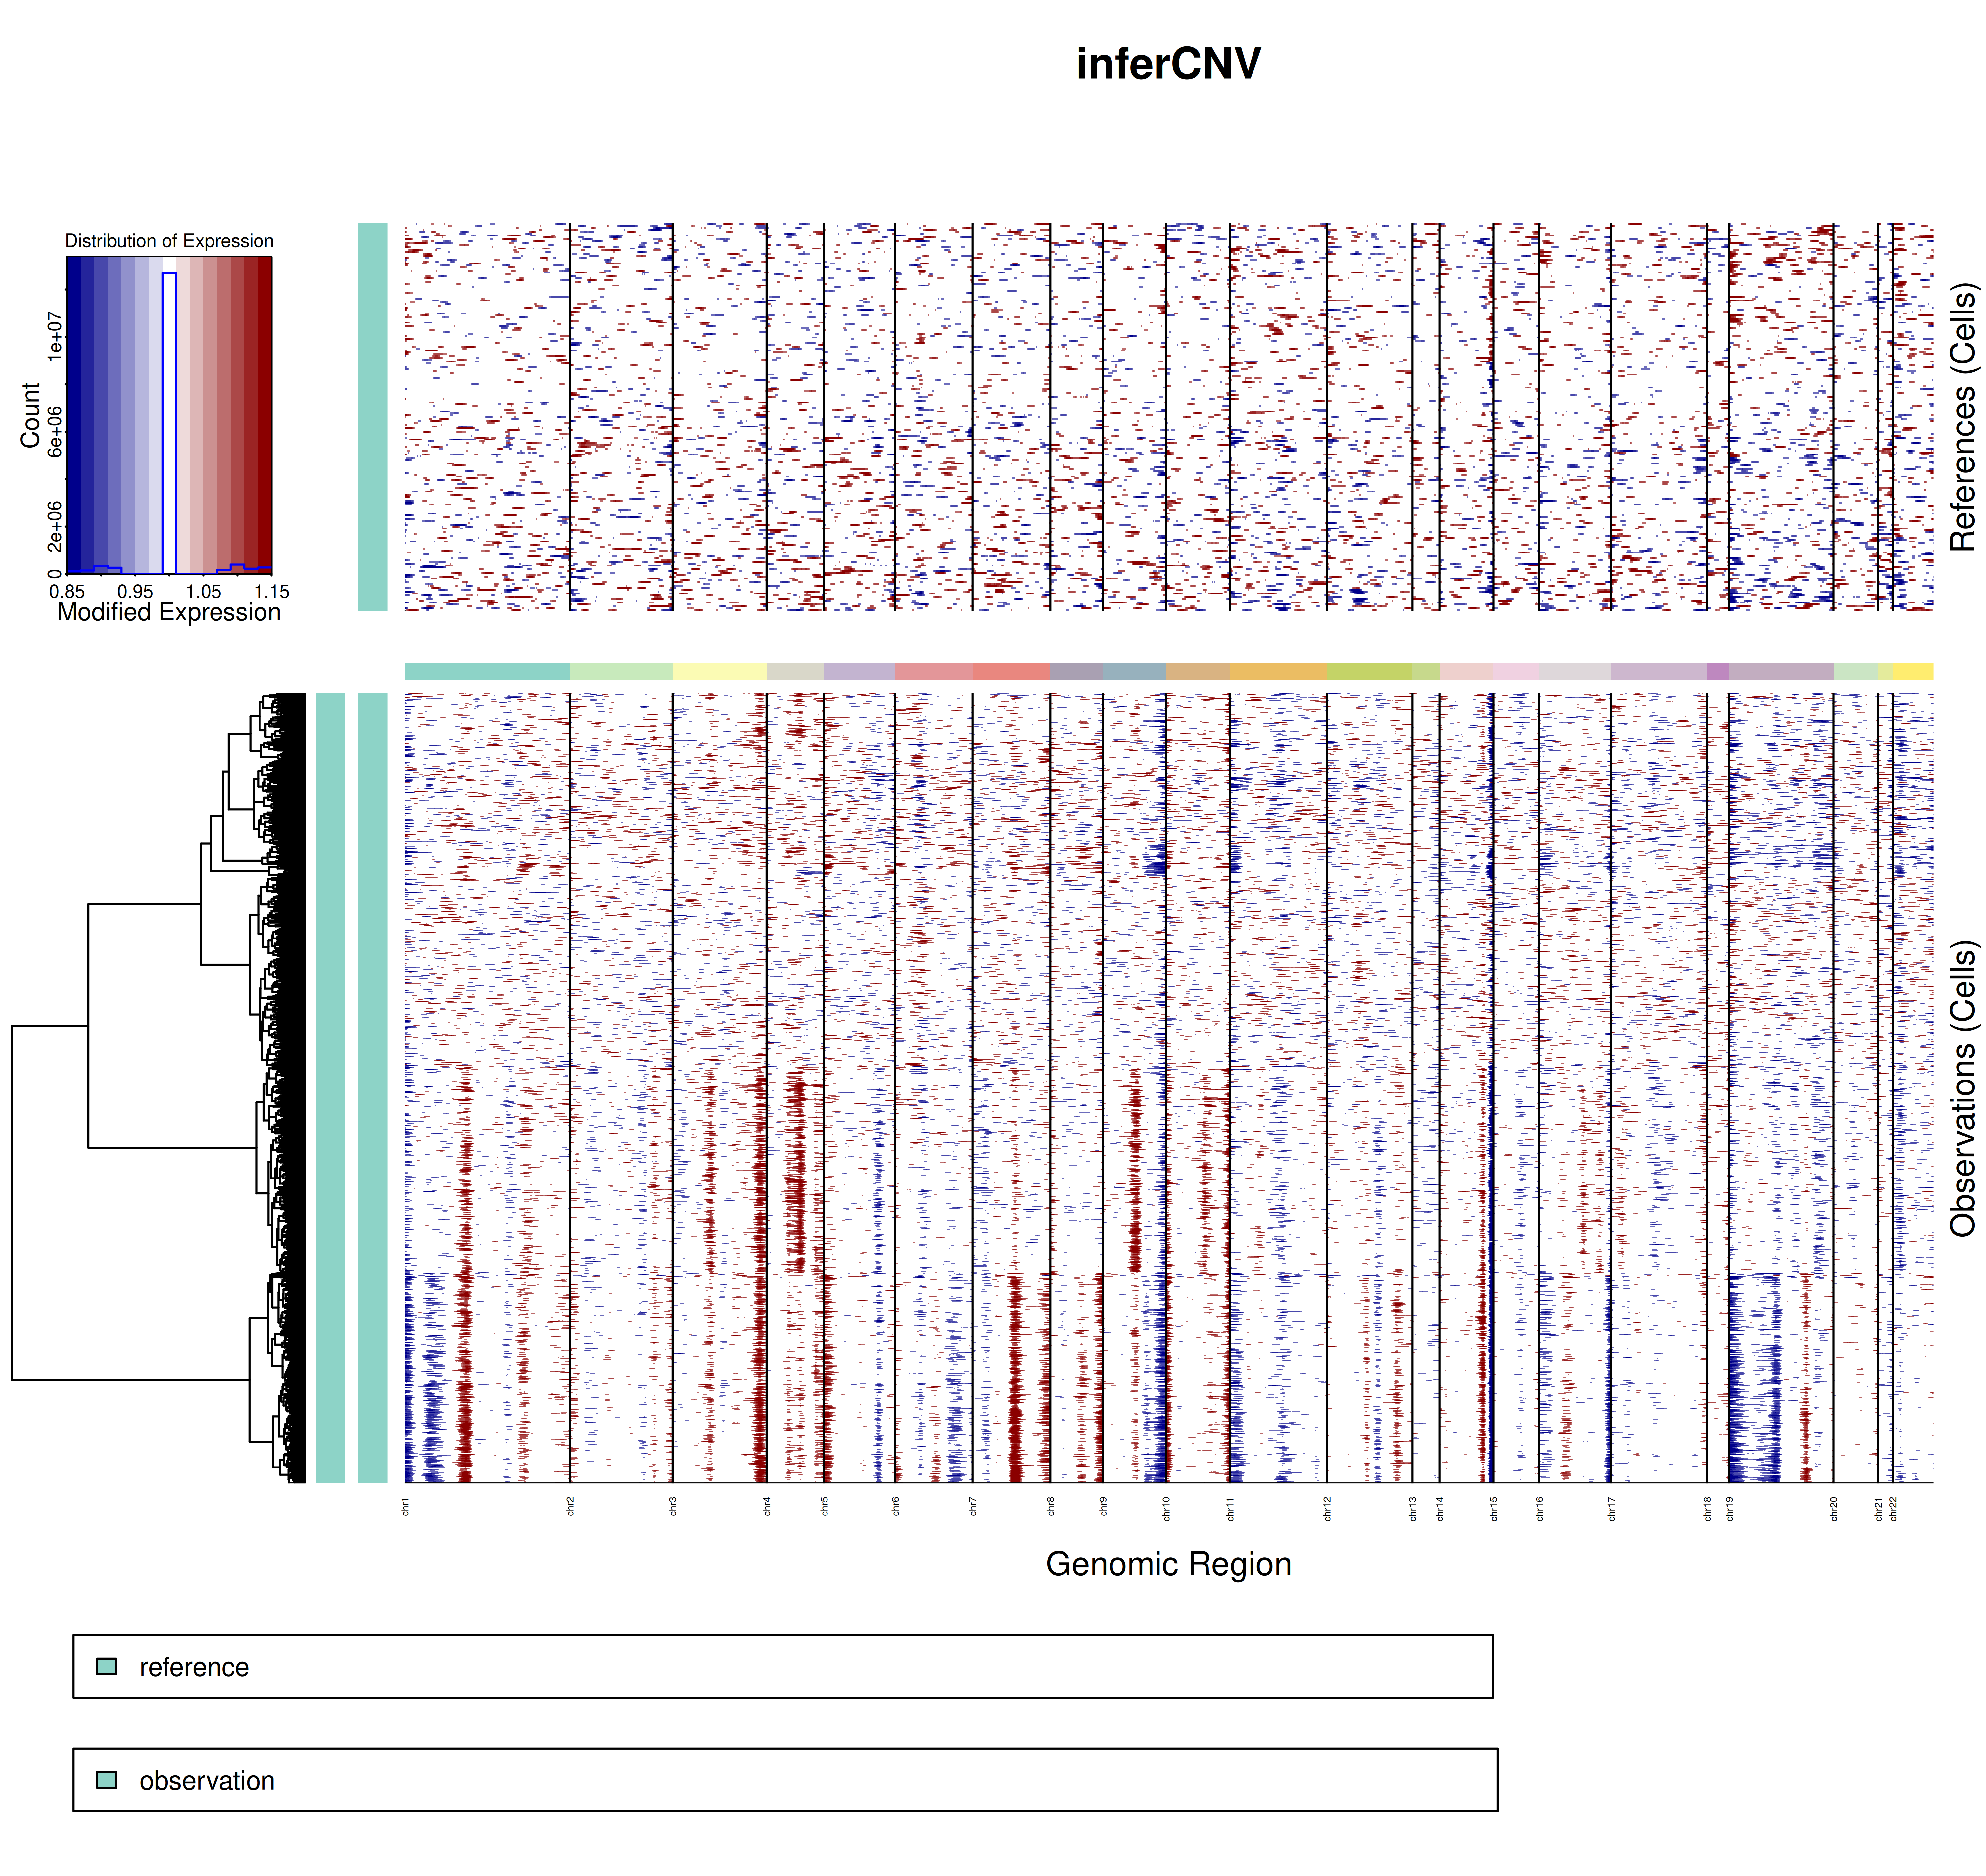 inferCNV
Distribution of Expression
Count
0
2e+06
6e+06
1e+07
0.85
0.95
1.05
1.15
Modified Expression
References (Cells)
Observations (Cells)
chr1
chr2
chr3
chr4
chr5
chr6
chr7
chr8
chr9
chr10
chr11
chr12
chr13
chr14
chr15
chr16
chr17
chr18
chr19
chr20
chr21
chr22
Genomic Region
reference
observation